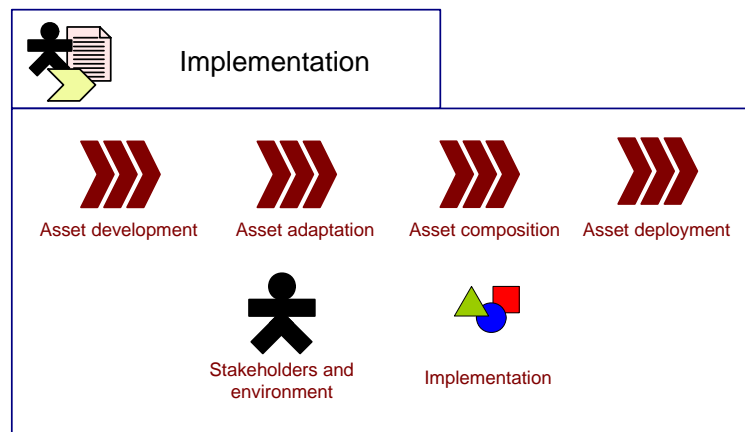 Implementation
Asset development
Asset adaptation
Asset composition
Asset deployment
Stakeholders and
environment
Implementation